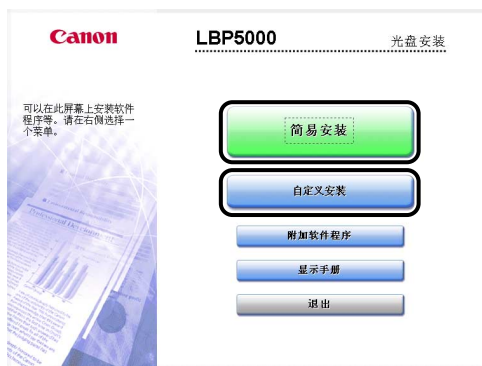 Canon
LBP5000
光盘安装
可以在此屏幕上安装软件
程序等。请在右侧选择一
个菜单。
简易安装
自定义安装
附加软件程序
显示手册
退出